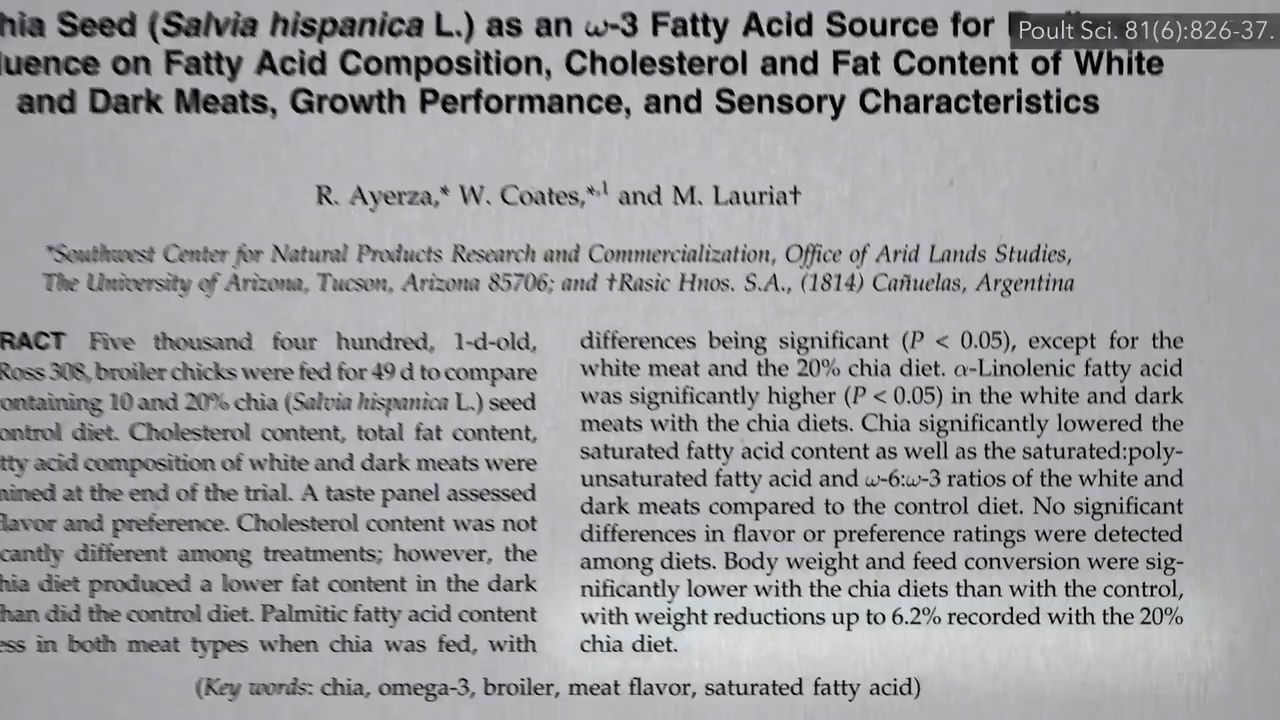 hia Seed (Salvia hispanica L.) as an ω-3 Fatty Acid Source for
Poult Sci. 81(6):826-37.
luence on Fatty Acid Composition, Cholesterol and Fat Content of White
and Dark Meats, Growth Performance, and Sensory Characteristics
R. Ayerza,* W. Coates,*,1 and M. Lauria†
*Southwest Center for Natural Products Research and Commercialization, Office of Arid Lands Studies,
The University of Arizona, Tucson, Arizona 85706; and †Rasic Hnos. S.A., (1814) Cañuelas, Argentina
RACT Five thousand four hundred, 1-d-old,
Ross 308, broiler chicks were fed for 49 d to compare
ontaining 10 and 20% chia (Salvia hispanica L.) seed
ontrol diet. Cholesterol content, total fat content,
tty acid composition of white and dark meats were
nined at the end of the trial. A taste panel assessed
lavor and preference. Cholesterol content was not
cantly different among treatments; however, the
hia diet produced a lower fat content in the dark
han did the control diet. Palmitic fatty acid content
ess in both meat types when chia was fed, with
differences being significant (P < 0.05), except for the
white meat and the 20% chia diet. α-Linolenic fatty acid
was significantly higher (P < 0.05) in the white and dark
meats with the chia diets. Chia significantly lowered the
saturated fatty acid content as well as the saturated:poly-
unsaturated fatty acid and ω-6:ω-3 ratios of the white and
dark meats compared to the control diet. No significant
differences in flavor or preference ratings were detected
among diets. Body weight and feed conversion were sig-
nificantly lower with the chia diets than with the control,
with weight reductions up to 6.2% recorded with the 20%
chia diet.
(Key words: chia, omega-3, broiler, meat flavor, saturated fatty acid)